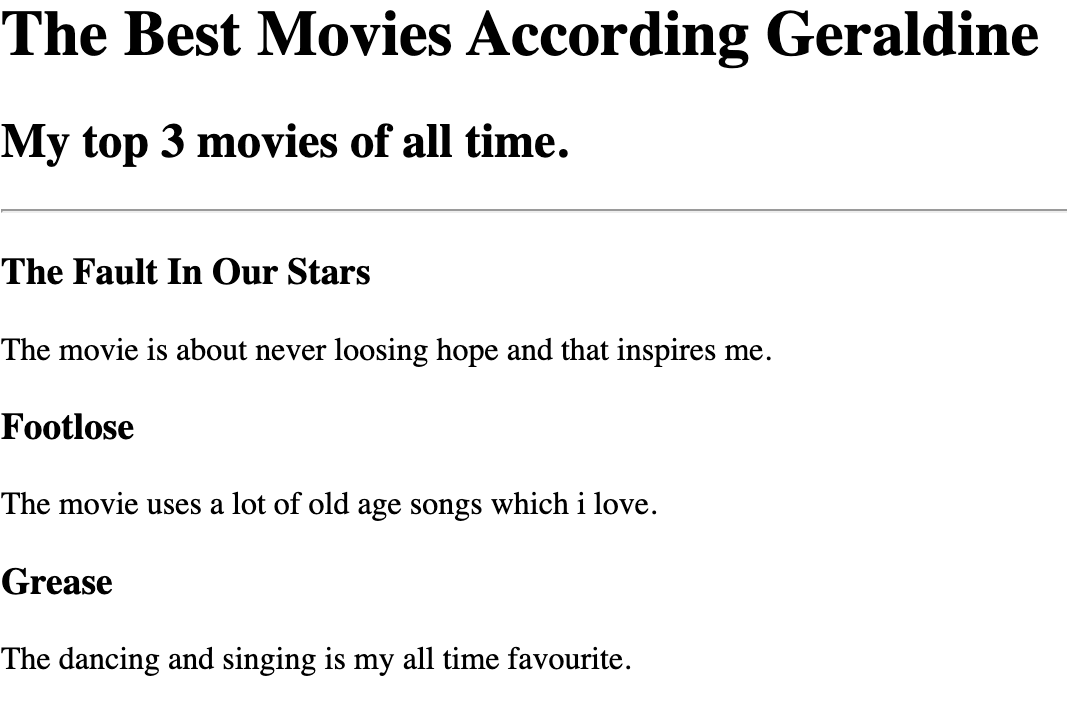 The Best Movies According Geraldine
My top 3 movies of all time.
The Fault In Our Stars
The movie is about never loosing hope and that inspires me.
Footlose
The movie uses a lot of old age songs which i love.
Grease
The dancing and singing is my all time favourite.